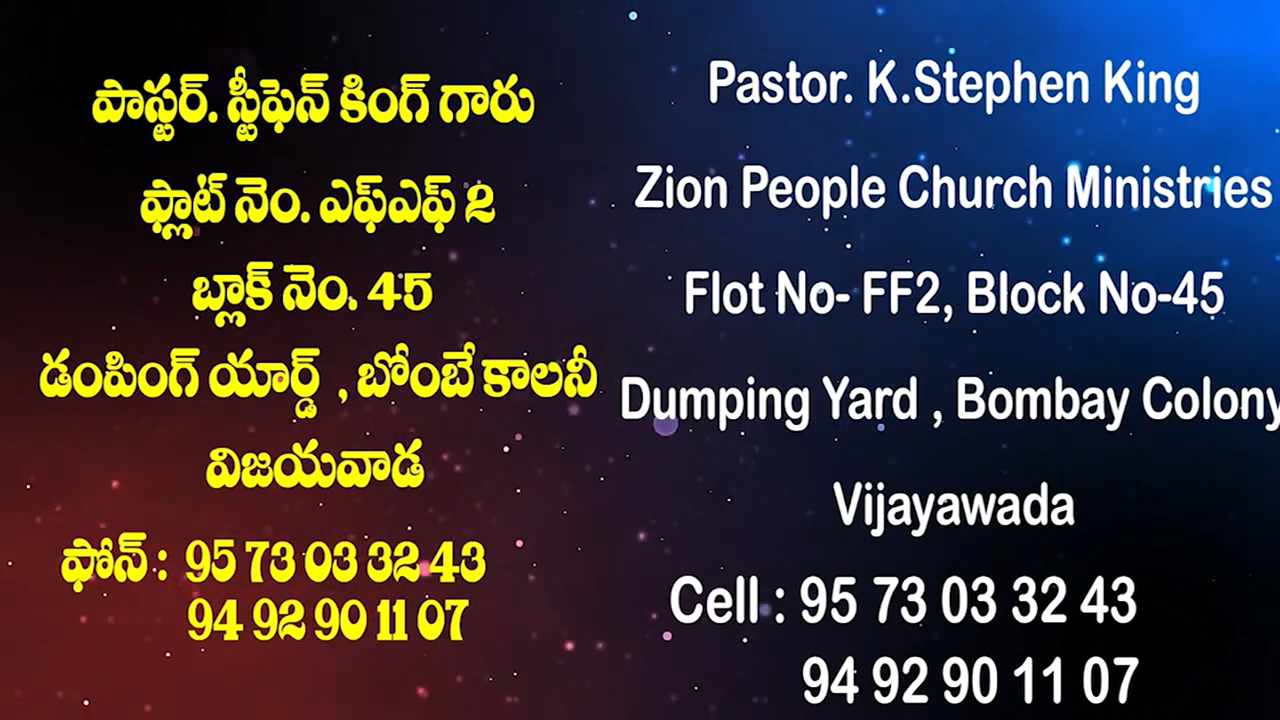 పాస్టర్. స్టీఫెన్ కింగ్ గారు
ఫ్లాట్ నెం. ఎఫ్ఎఫ్ 2
బ్లాక్ నెం. 45
డంపింగ్ యార్డ్ , బోంబే కాలనీ
విజయవాడ
ఫోన్ : 95 73 03 32 43
94 92 90 11 07
Pastor. K.Stephen King
Zion People Church Ministries
Flot No- FF2, Block No-45
Dumping Yard , Bombay Colony
Vijayawada
Cell : 95 73 03 32 43
94 92 90 11 07